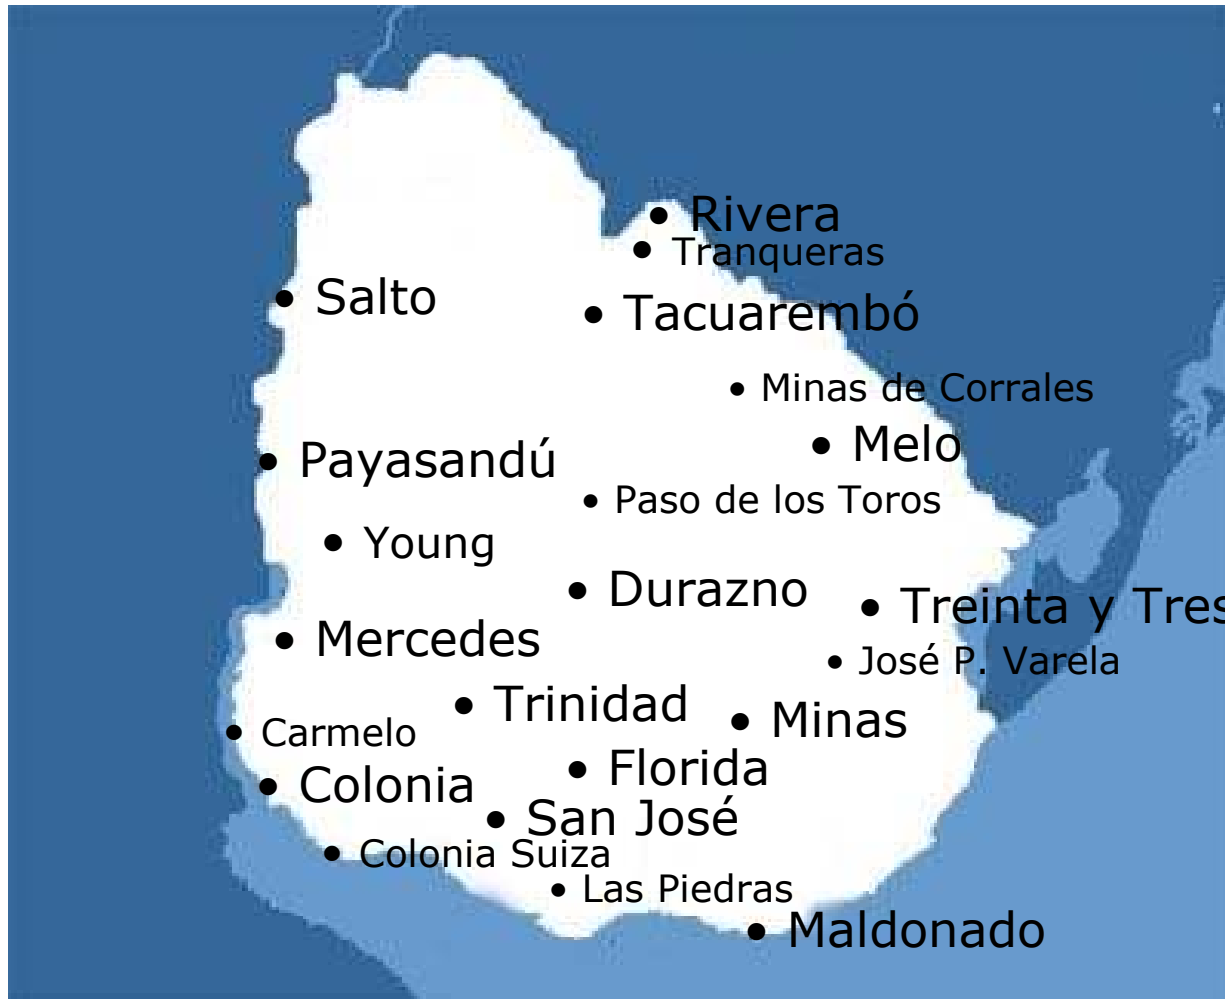 Rivera
Tranqueras
Salto
Tacuarembó
Minas de Corrales
Melo
Payasandú
Paso de los Toros
Young
Durazno
Treinta y Tres
Mercedes
José P. Varela
Trinidad
Minas
Carmelo
Florida
Colonia
San José
Colonia Suiza
Las Piedras
Maldonado